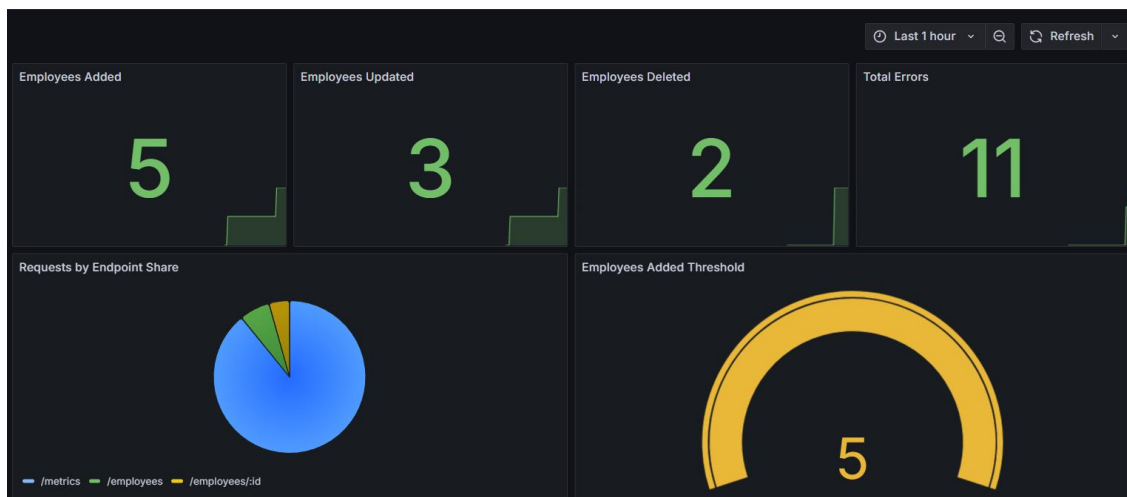 Last 1 hour
Refresh
Employees Added
Employees Updated
Employees Deleted
Total Errors
5
3
2
11
Requests by Endpoint Share
Employees Added Threshold
5
/metrics /employees /employees/:id